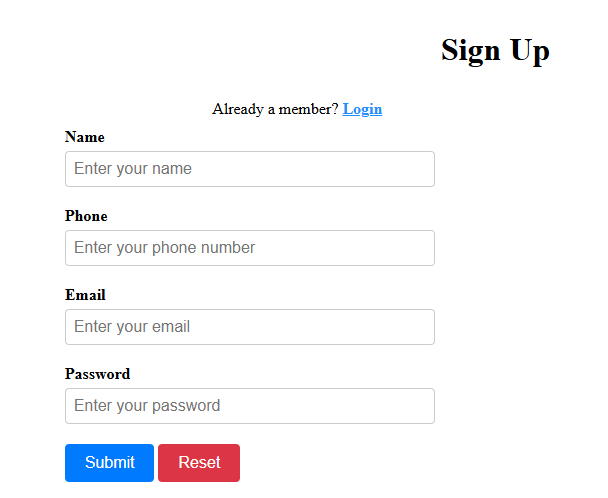 Sign Up
Already a member? Login
Name
Enter your name
Phone
Enter your phone number
Email
Enter your email
Password
Enter your password
Submit Reset